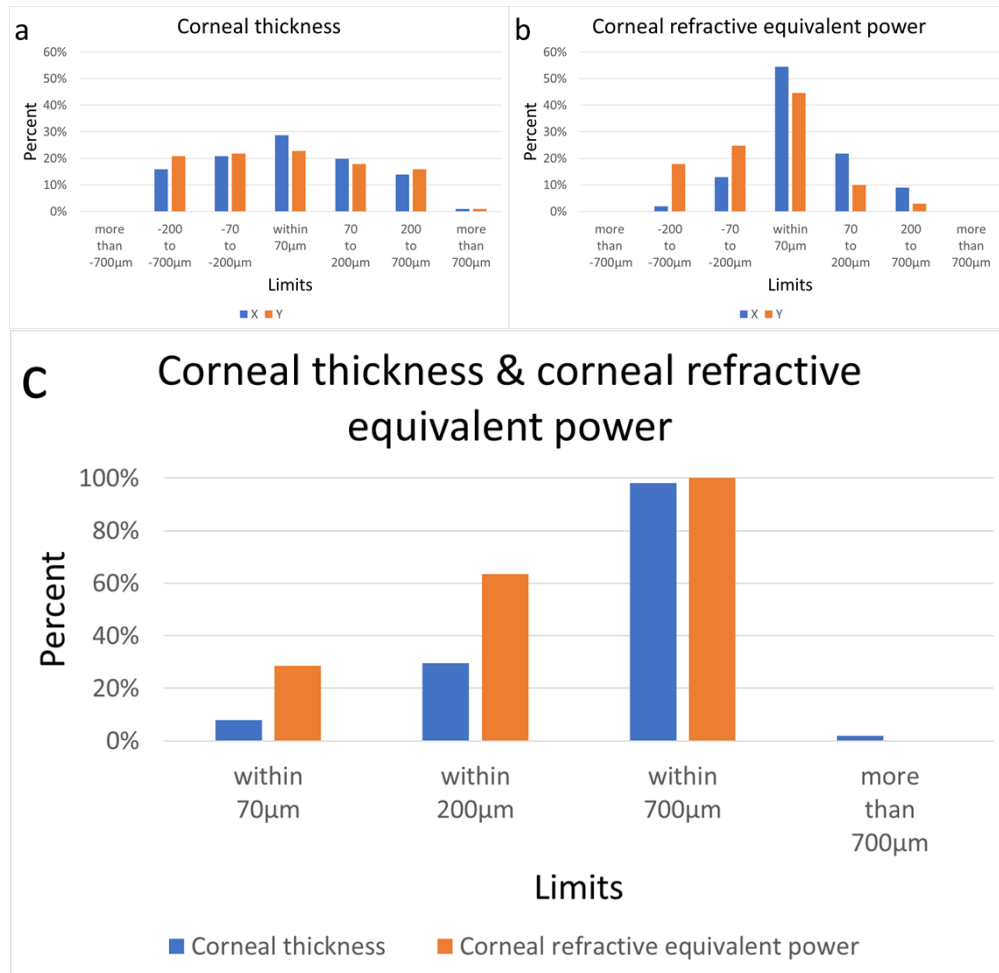 a
Corneal thickness
60%
50%
40%
30%
20%
10%
0%
Percent
more than -700µm
-200 to -700µm
-70 to -200µm
within 70µm
70 to 200µm
200 to 700µm
more than 700µm
Limits
X Y
b
Corneal refractive equivalent power
60%
50%
40%
30%
20%
10%
0%
Percent
more than -700µm
-200 to -700µm
-70 to -200µm
within 70µm
70 to 200µm
200 to 700µm
more than 700µm
Limits
X Y
c
Corneal thickness & corneal refractive
equivalent power
100%
80%
60%
40%
20%
0%
Percent
within 70µm
within 200µm
within 700µm
more than 700µm
Limits
Corneal thickness Corneal refractive equivalent power